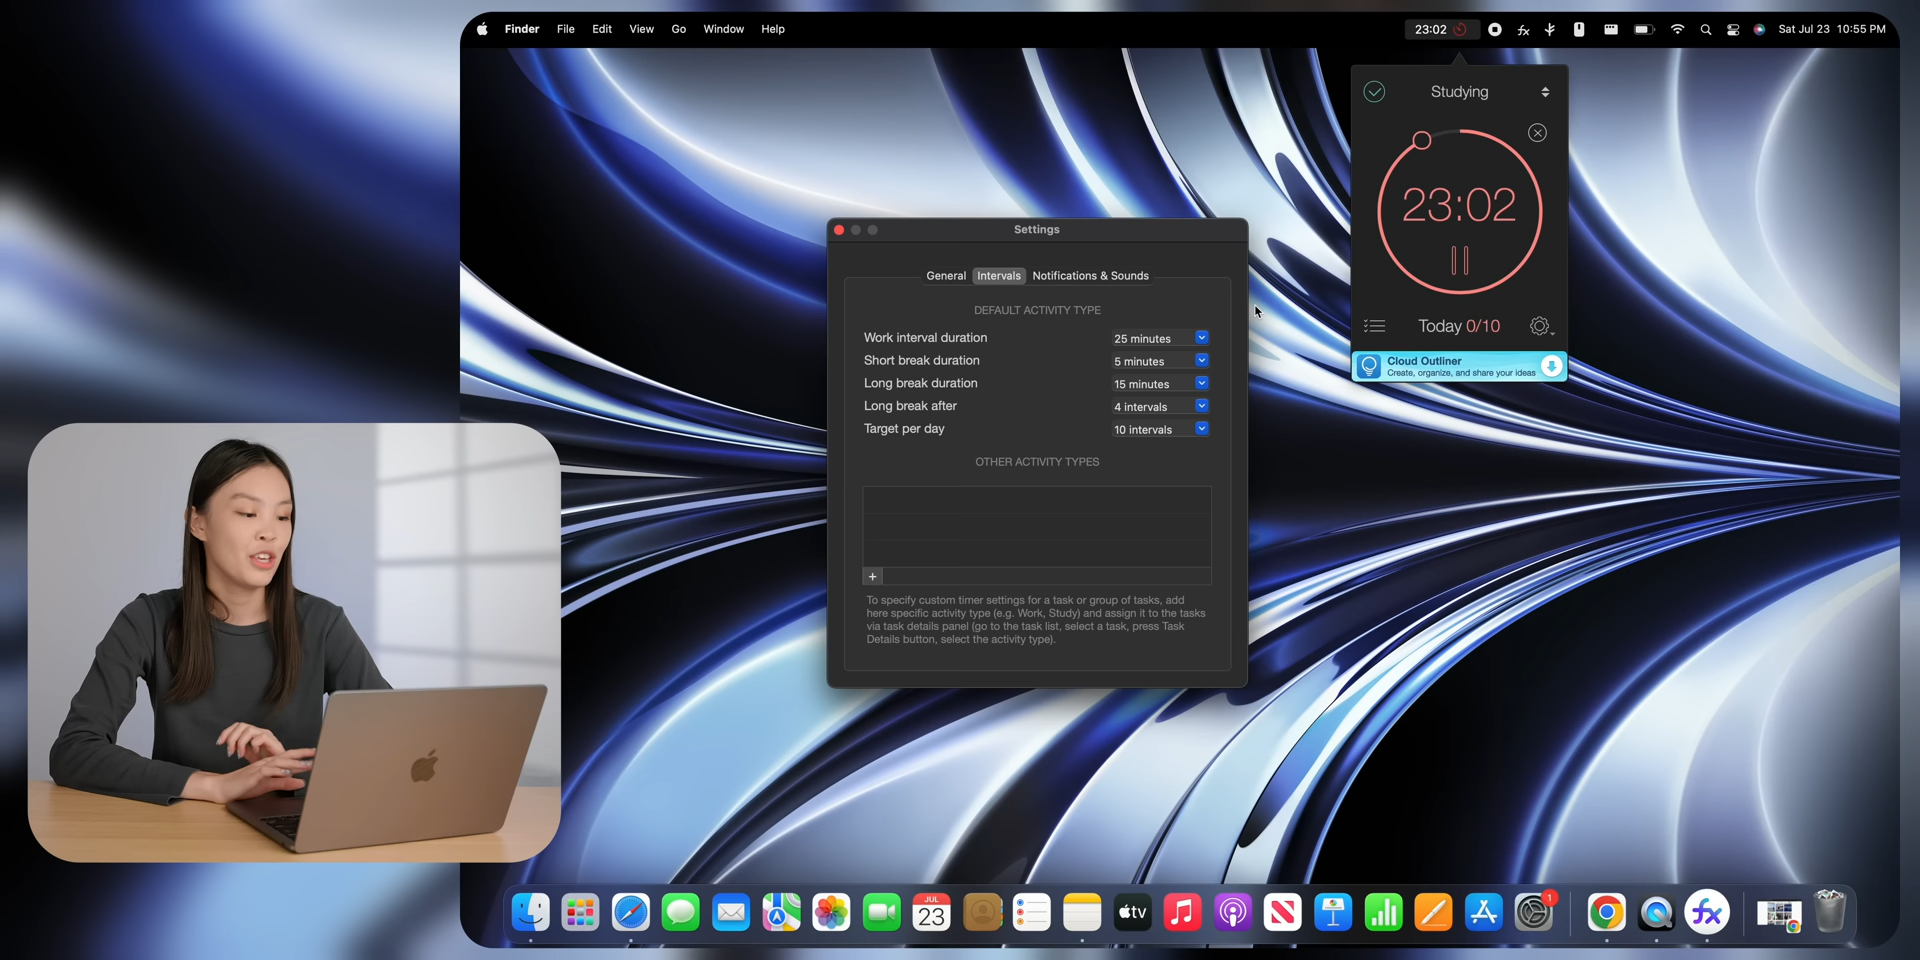 Finder File Edit View Go Window Help
23:02
Sat Jul 23 10:55 PM
Studying
23:02
Today 0/10
Cloud Outliner
Create, organize, and share your ideas
Settings
General Intervals Notifications & Sounds
DEFAULT ACTIVITY TYPE
Work interval duration 25 minutes
Short break duration 5 minutes
Long break duration 15 minutes
Long break after 4 intervals
Target per day 10 intervals
OTHER ACTIVITY TYPES
+
To specify custom timer settings for a task or group of tasks, add
here specific activity type (e.g. Work, Study) and assign it to the tasks
via task details panel (go to the task list, select a task, press Task
Details button, select the activity type).
JUL
23
tv
1
fx